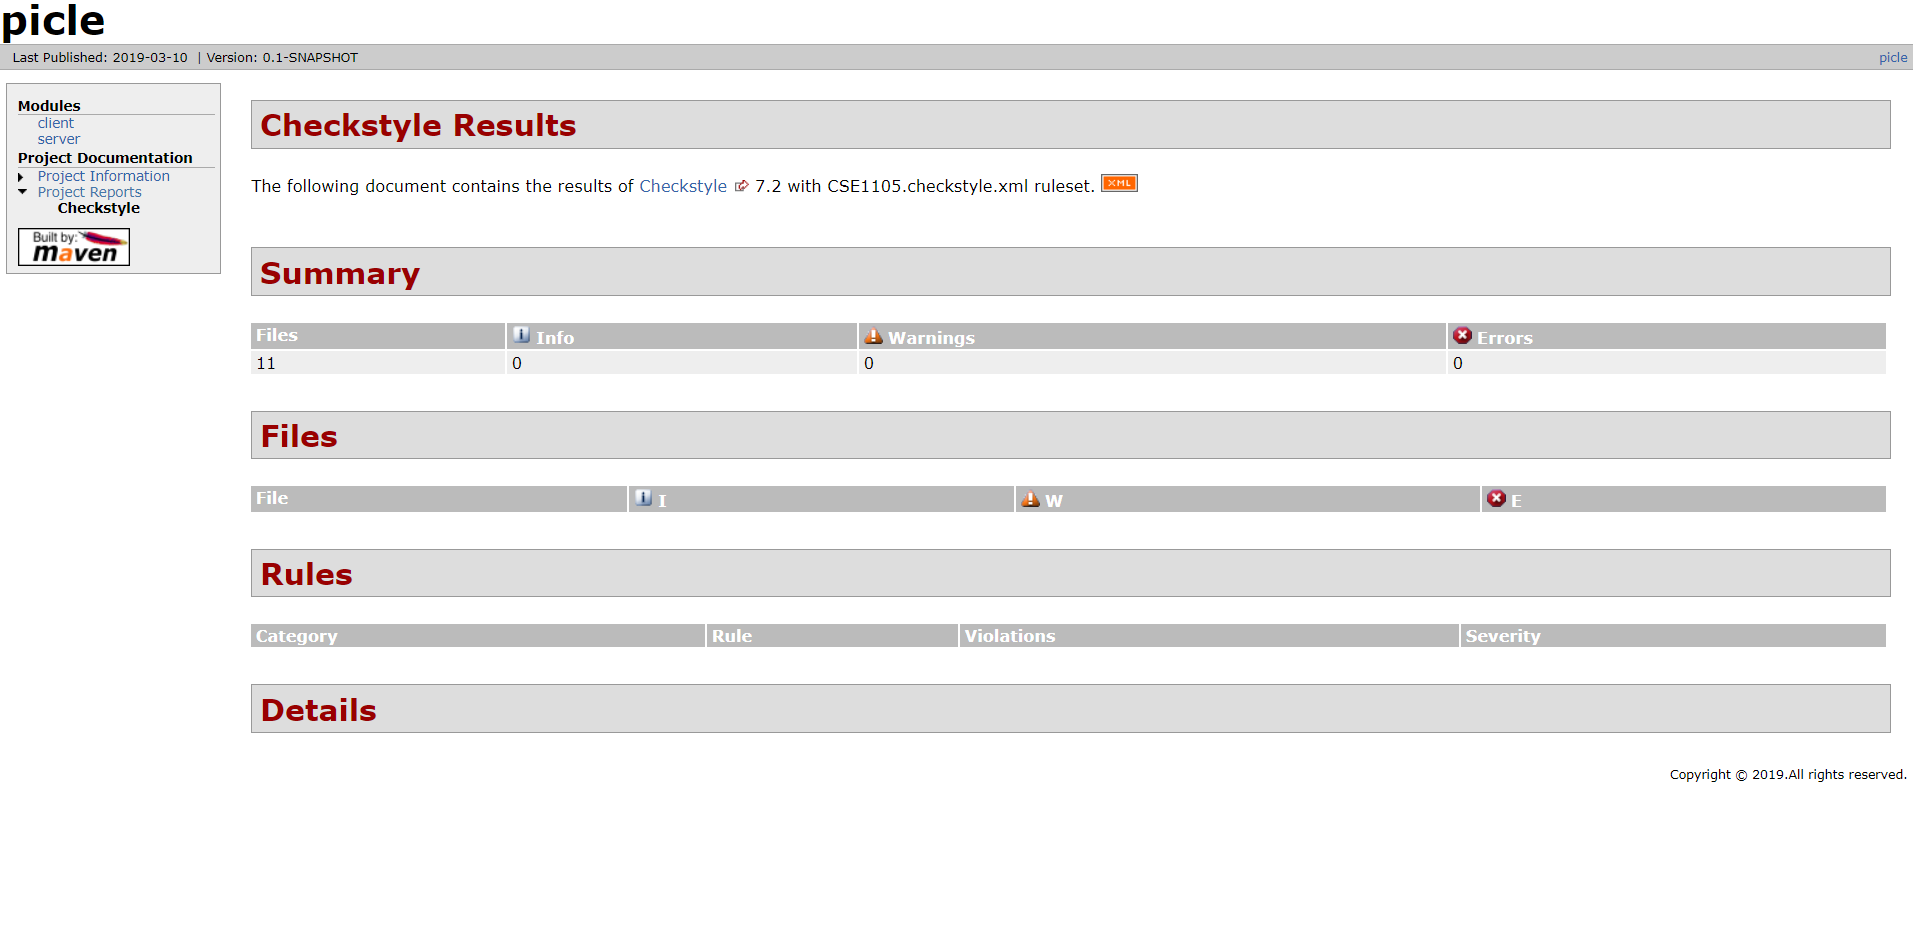 picle
Last Published: 2019-03-10 | Version: 0.1-SNAPSHOT
picle
Modules
client
server
Project Documentation
Project Information
Project Reports
Checkstyle
Built by:
maven
Checkstyle Results
The following document contains the results of Checkstyle 7.2 with CSE1105.checkstyle.xml ruleset. XML
Summary
Files Info Warnings Errors
11 0 0 0
Files
File I W E
Rules
Category Rule Violations Severity
Details
Copyright © 2019.All rights reserved.